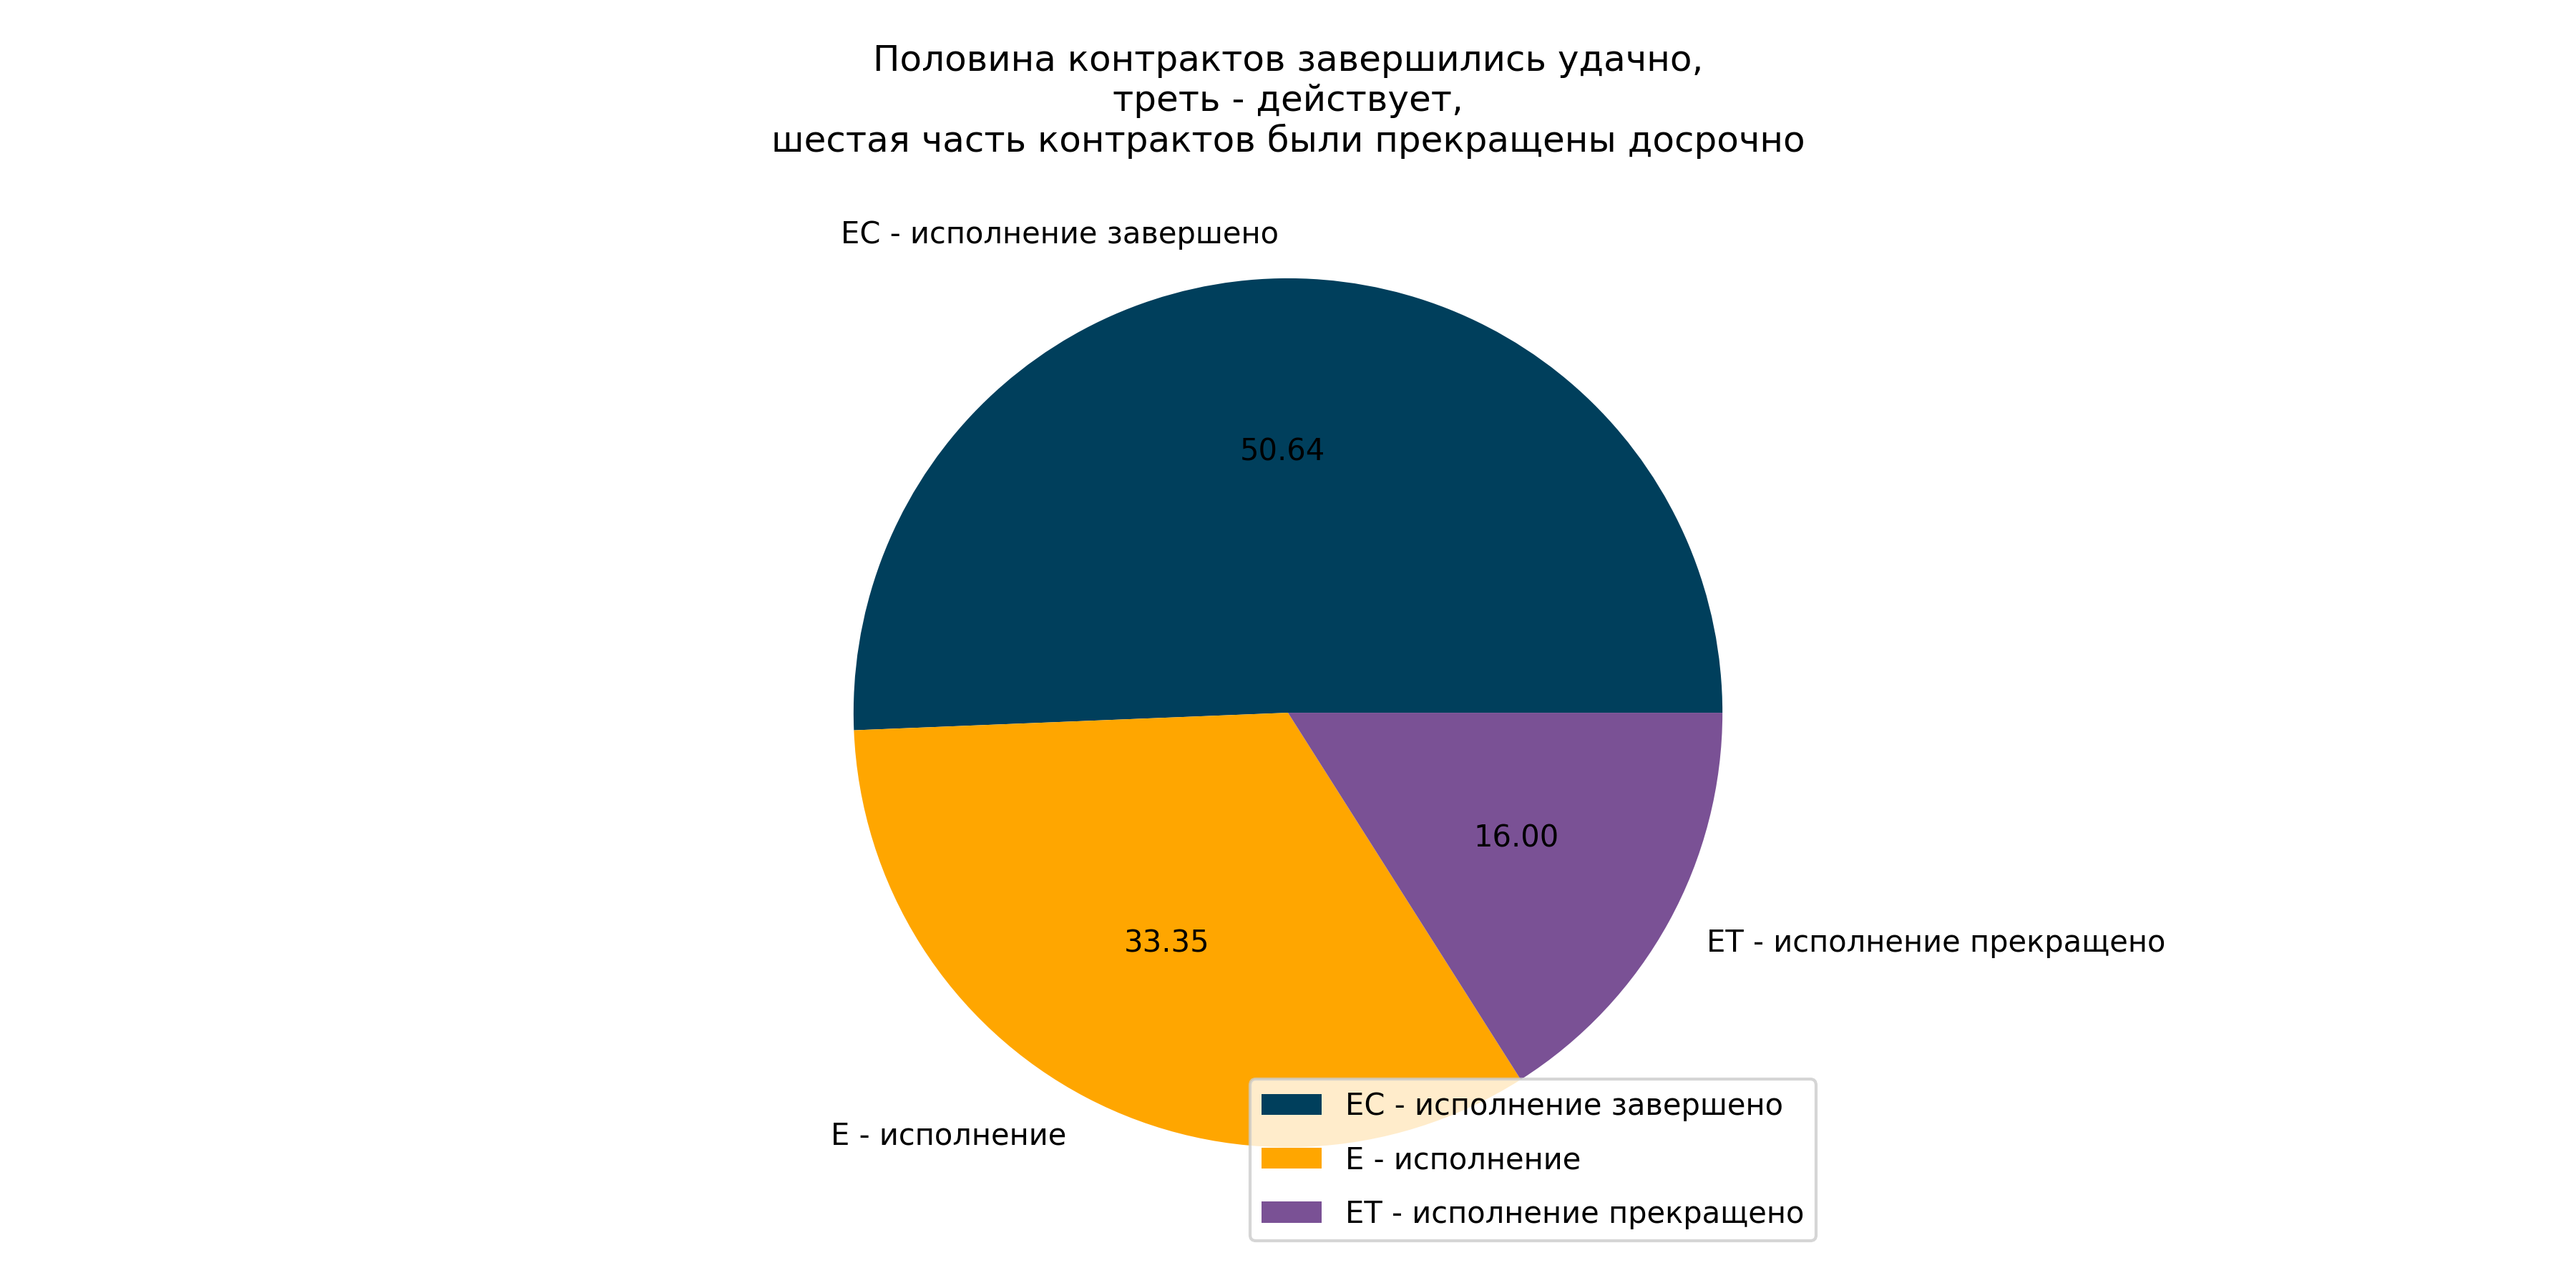 Половина контрактов завершились удачно,
треть - действует,
шестая часть контрактов были прекращены досрочно
EC - исполнение завершено
50.64
16.00
33.35
ET - исполнение прекращено
E - исполнение
EC - исполнение завершено
E - исполнение
ET - исполнение прекращено